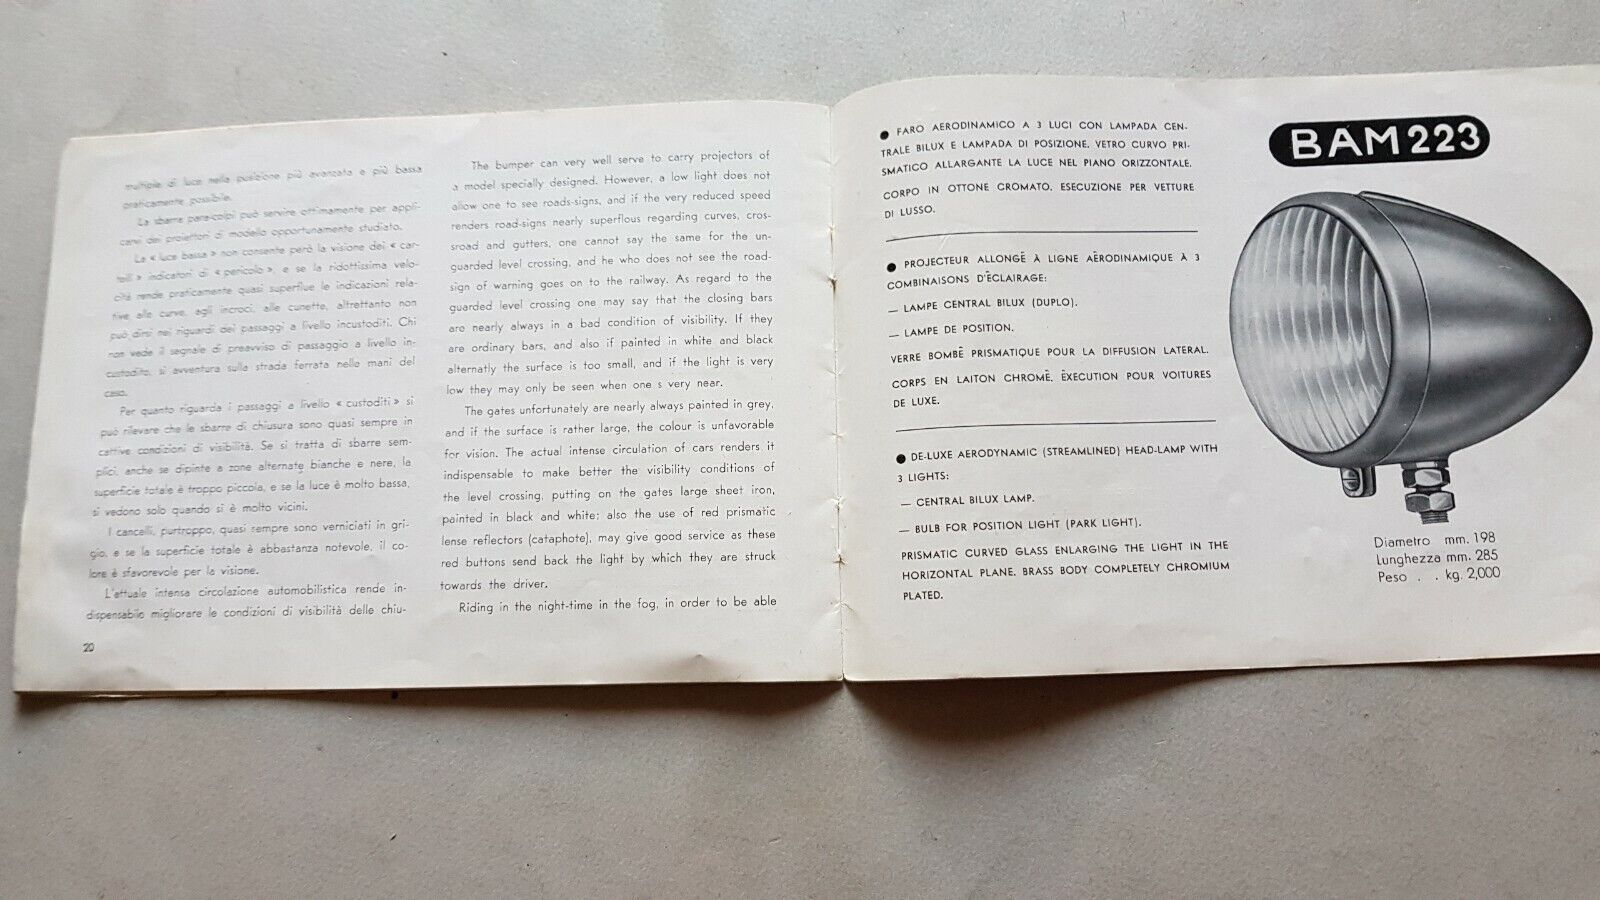 multiple di luce nella posizione più avanzata e più bassa
praticamente possibile.
La sbarra para-colpi può servire ottimamente per appli-
carvi dei proiettori di modello opportunamente studiato.
La « luce bassa » non consente però la visione dei « car-
telli » indicatori di « pericolo », e se la ridottissima velo-
cità rende praticamente quasi superflue le indicazioni rela-
tive alle curve, agli incroci, alle cunette, altrettanto non
può dirsi nei riguardi dei passaggi a livello incustoditi. Chi
non vede il segnale di preavviso di passaggio a livello in-
custodito, si avventura sulla strada ferrata nelle mani del
caso.
Per quanto riguarda i passaggi a livello « custoditi » si
può rilevare che le sbarre di chiusura sono quasi sempre in
cattive condizioni di visibilità. Se si tratta di sbarre sem-
plici, anche se dipinte a zone alternate bianche e nere, la
superficie totale è troppo piccola, e se la luce è molto bassa,
si vedono solo quando si è molto vicini.
I cancelli, purtroppo, quasi sempre sono verniciati in gri-
gio, e se la superficie totale è abbastanza notevole, il co-
lore è sfavorevole per la visione.
L'attuale intensa circolazione automobilistica rende in-
dispensabile migliorare le condizioni di visibilità delle chiu-
20
The bumper can very well serve to carry projectors of
a model specially designed. However, a low light does not
allow one to see roads-signs, and if the very reduced speed
renders road-signs nearly superflous regarding curves, cros-
sroad and gutters, one cannot say the same for the un-
guarded level crossing, and he who does not see the road-
sign of warning goes on to the railway. As regard to the
guarded level crossing one may say that the closing bars
are nearly always in a bad condition of visibility. If they
are ordinary bars, and also if painted in white and black
alternatly the surface is too small, and if the light is very
low they may only be seen when one s very near.
The gates unfortunately are nearly always painted in grey,
and if the surface is rather large, the colour is unfavorable
for vision. The actual intense circulation of cars renders it
indispensable to make better the visibility conditions of
the level crossing, putting on the gates large sheet iron,
painted in black and white: also the use of red prismatic
lense reflectors (cataphote), may give good service as these
red buttons send back the light by which they are struck
towards the driver.
Riding in the night-time in the fog, in order to be able
● FARO AERODINAMICO A 3 LUCI CON LAMPADA CEN-
TRALE BILUX E LAMPADA DI POSIZIONE. VETRO CURVO PRI-
SMATICO ALLARGANTE LA LUCE NEL PIANO ORIZZONTALE.
CORPO IN OTTONE CROMATO. ESECUZIONE PER VETTURE
DI LUSSO.
● PROJECTEUR ALLONGÉ À LIGNE AÉRODINAMIQUE À 3
COMBINAISONS D'ÉCLAIRAGE:
— LAMPE CENTRAL BILUX (DUPLO).
— LAMPE DE POSITION.
VERRE BOMBÉ PRISMATIQUE POUR LA DIFFUSION LATERAL.
CORPS EN LAITON CHROMÉ. ÉXECUTION POUR VOITURES
DE LUXE.
● DE-LUXE AERODYNAMIC (STREAMLINED) HEAD-LAMP WITH
3 LIGHTS:
— CENTRAL BILUX LAMP.
— BULB FOR POSITION LIGHT (PARK LIGHT).
PRISMATIC CURVED GLASS ENLARGING THE LIGHT IN THE
HORIZONTAL PLANE. BRASS BODY COMPLETELY CHROMIUM
PLATED.
BAM 223
Diametro mm. 198
Lunghezza mm. 285
Peso . . kg. 2,000